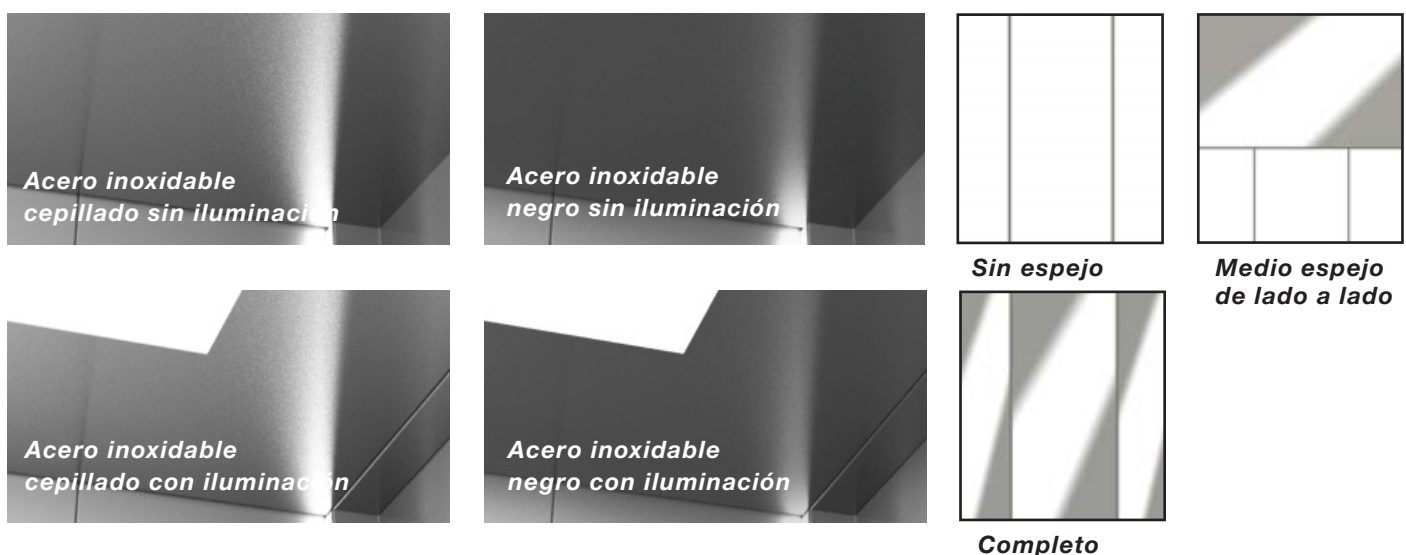 Acero inoxidable
cepillado sin iluminación
Acero inoxidable
negro sin iluminación
Sin espejo
Medio espejo
de lado a lado
Acero inoxidable
cepillado con iluminación
Acero inoxidable
negro con iluminación
Completo